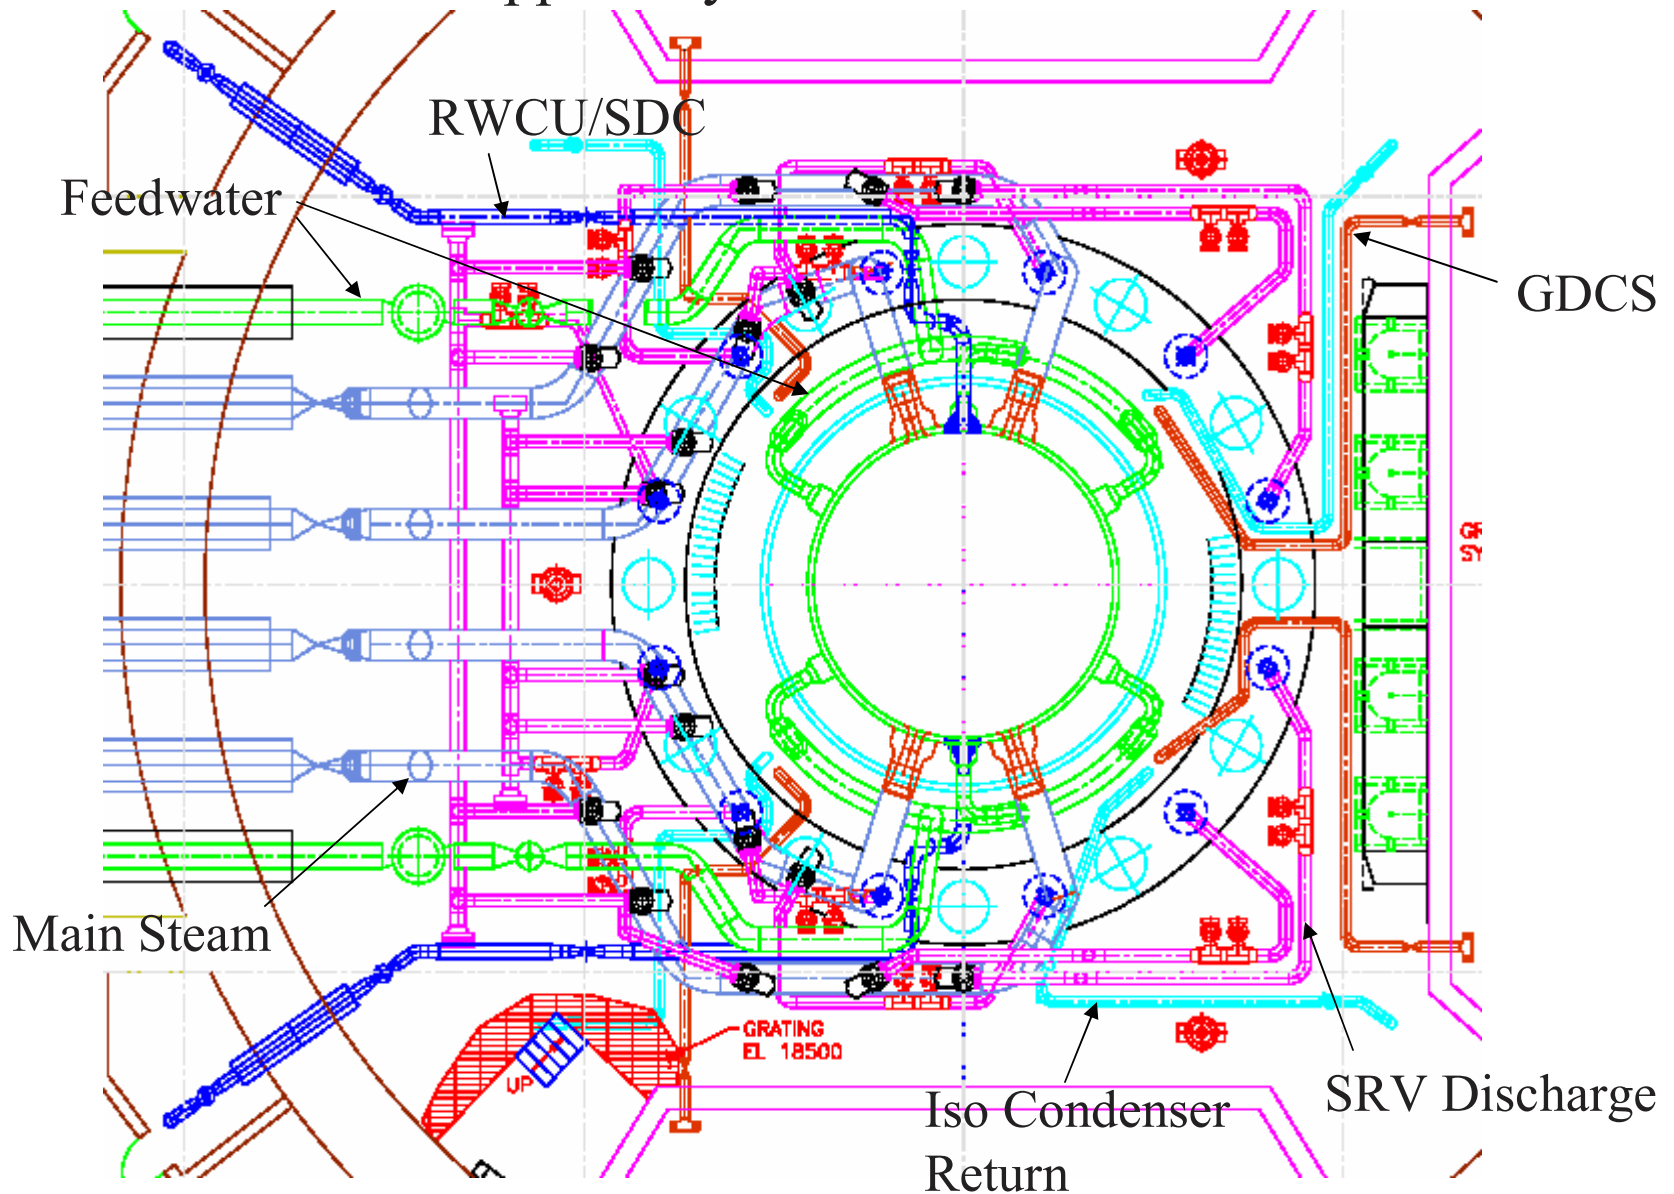 RWCU/SDC
Feedwater
GDCS
Main Steam
GRATING
EL 18500
UP
Iso Condenser
Return
SRV Discharge